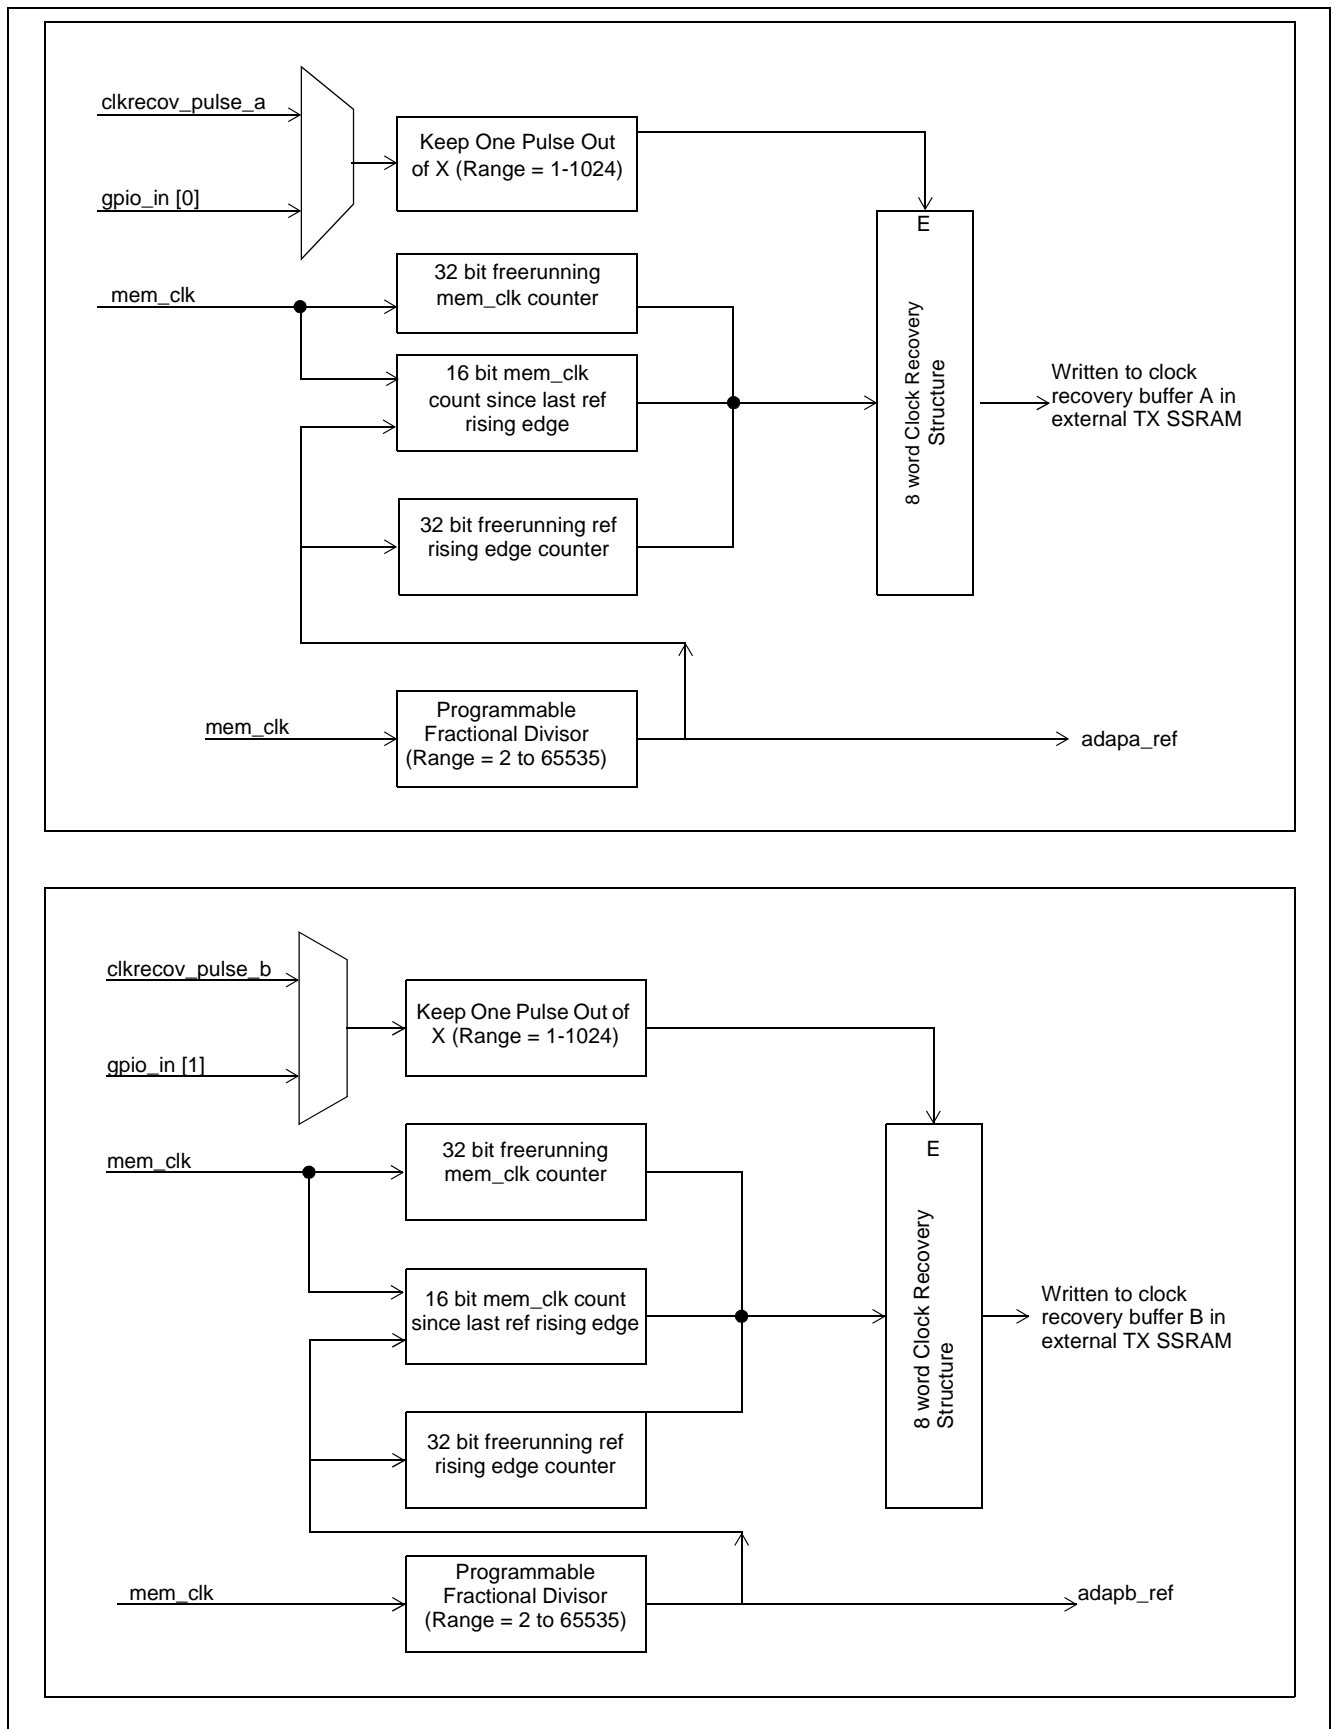 clkrecov_pulse_a
Keep One Pulse Out
of X (Range = 1-1024)
gpio_in [0]
E
32 bit freerunning
mem_clk counter
mem_clk
16 bit mem_clk
count since last ref
rising edge
8 word Clock Recovery
Structure
Written to clock
recovery buffer A in
external TX SSRAM
32 bit freerunning ref
rising edge counter
mem_clk
Programmable
Fractional Divisor
(Range = 2 to 65535)
adapa_ref
clkrecov_pulse_b
Keep One Pulse Out of
X (Range = 1-1024)
gpio_in [1]
E
32 bit freerunning
mem_clk counter
mem_clk
16 bit mem_clk count
since last ref rising edge
8 word Clock Recovery
Structure
Written to clock
recovery buffer B in
external TX SSRAM
32 bit freerunning ref
rising edge counter
mem_clk
Programmable
Fractional Divisor
(Range = 2 to 65535)
adapb_ref